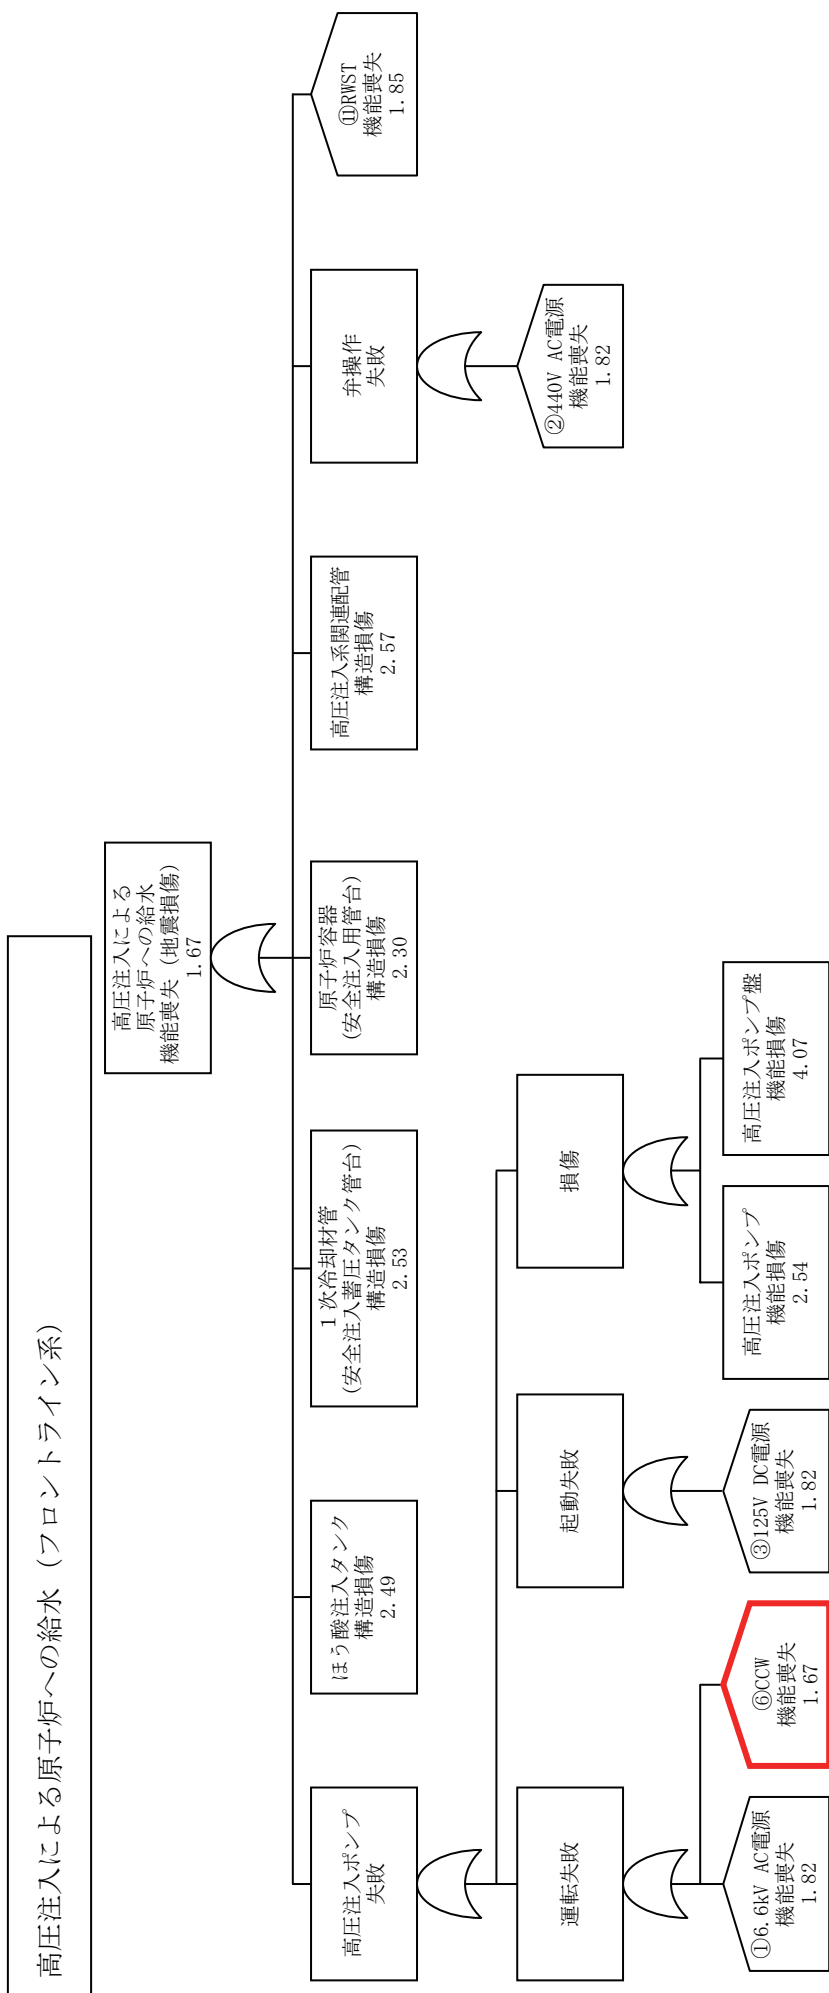 高圧注入による原子炉への給水（フロントライン系）
高圧注入による
原子炉への給水
機能喪失（地震損傷）
1.67
高圧注入ポンプ
失敗
ほう酸注入タンク
構造損傷
2.49
１次冷却材管
(安全注入蓄圧タンク管台)
構造損傷
2.53
原子炉容器
(安全注入用管台)
構造損傷
2.30
高圧注入系関連配管
構造損傷
2.57
弁操作
失敗
⑪RWST
機能喪失
1.85
運転失敗
起動失敗
損傷
②440V AC電源
機能喪失
1.82
①6.6kV AC電源
機能喪失
1.82
⑥CCW
機能喪失
1.67
③125V DC電源
機能喪失
1.82
高圧注入ポンプ
機能損傷
2.54
高圧注入ポンプ盤
機能損傷
4.07